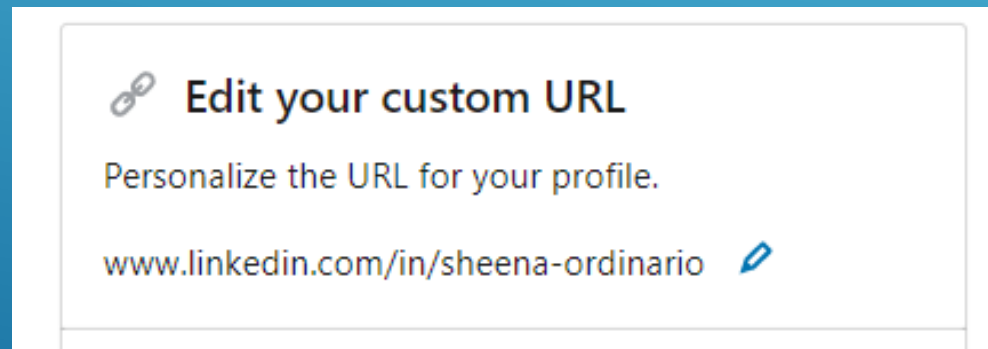 Edit your custom URL
Personalize the URL for your profile.
www.linkedin.com/in/sheena-ordinario